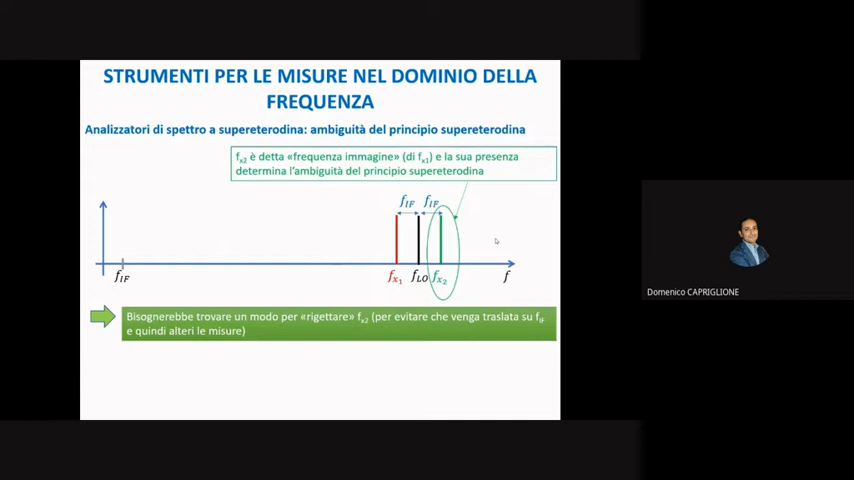 STRUMENTI PER LE MISURE NEL DOMINIO DELLA
FREQUENZA
Analizzatori di spettro a supereterodina: ambiguità del principio supereterodina
fx2 è detta «frequenza immagine» (di fx1) e la sua presenza
determina l'ambiguità del principio supereterodina
fIF fIF
fIF fx1 fLO fx2 f
Bisognerebbe trovare un modo per «rigettare» fx2 (per evitare che venga traslata su fIF
e quindi alteri le misure)
Domenico CAPRIGLIONE